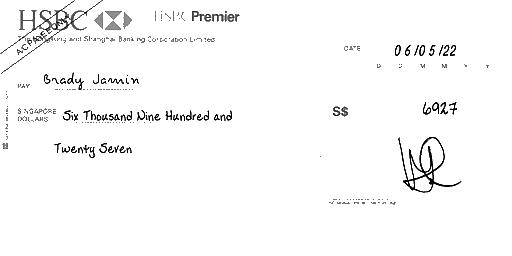 HSBC HSBC Premier
The Hongkong and Shanghai Banking Corporation Limited
A/C PAYEE ONLY
DATE 06/05/22
D D M M Y Y
PAY Brady Jamin
SINGAPORE DOLLARS Six Thousand Nine Hundred and
Twenty Seven
S$ 6927